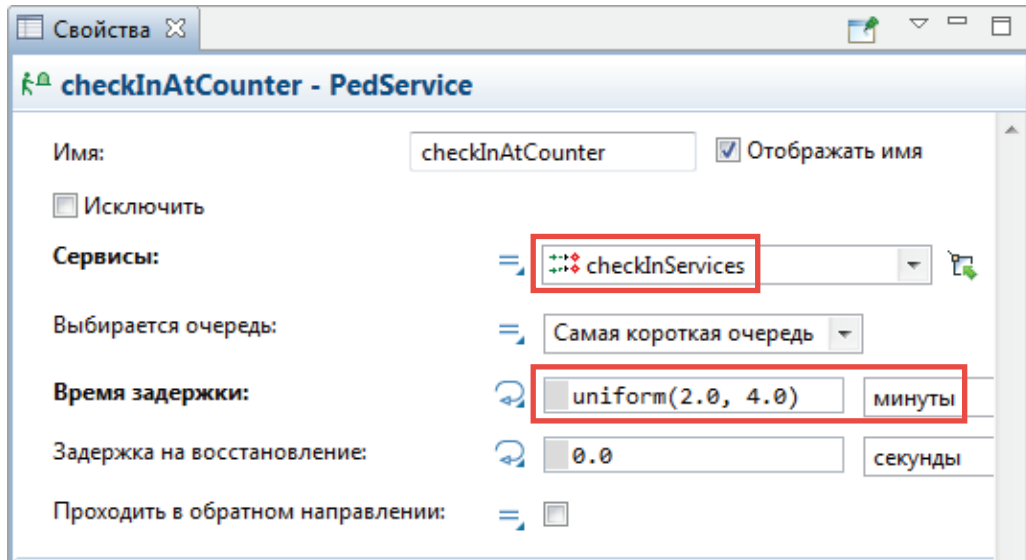 Свойства
checkInAtCounter - PedService
Имя: checkInAtCounter Отображать имя
Исключить
Сервисы: checkInServices
Выбирается очередь: Самая короткая очередь
Время задержки: uniform(2.0, 4.0) минуты
Задержка на восстановление: 0.0 секунды
Проходить в обратном направлении: